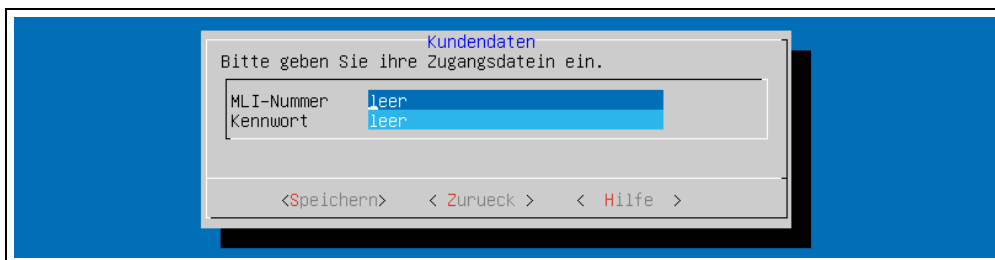 Kundendaten
Bitte geben Sie ihre Zugangsdatein ein.
MLI-Nummer leer
Kennwort leer
<Speichern> < Zurueck > < Hilfe >